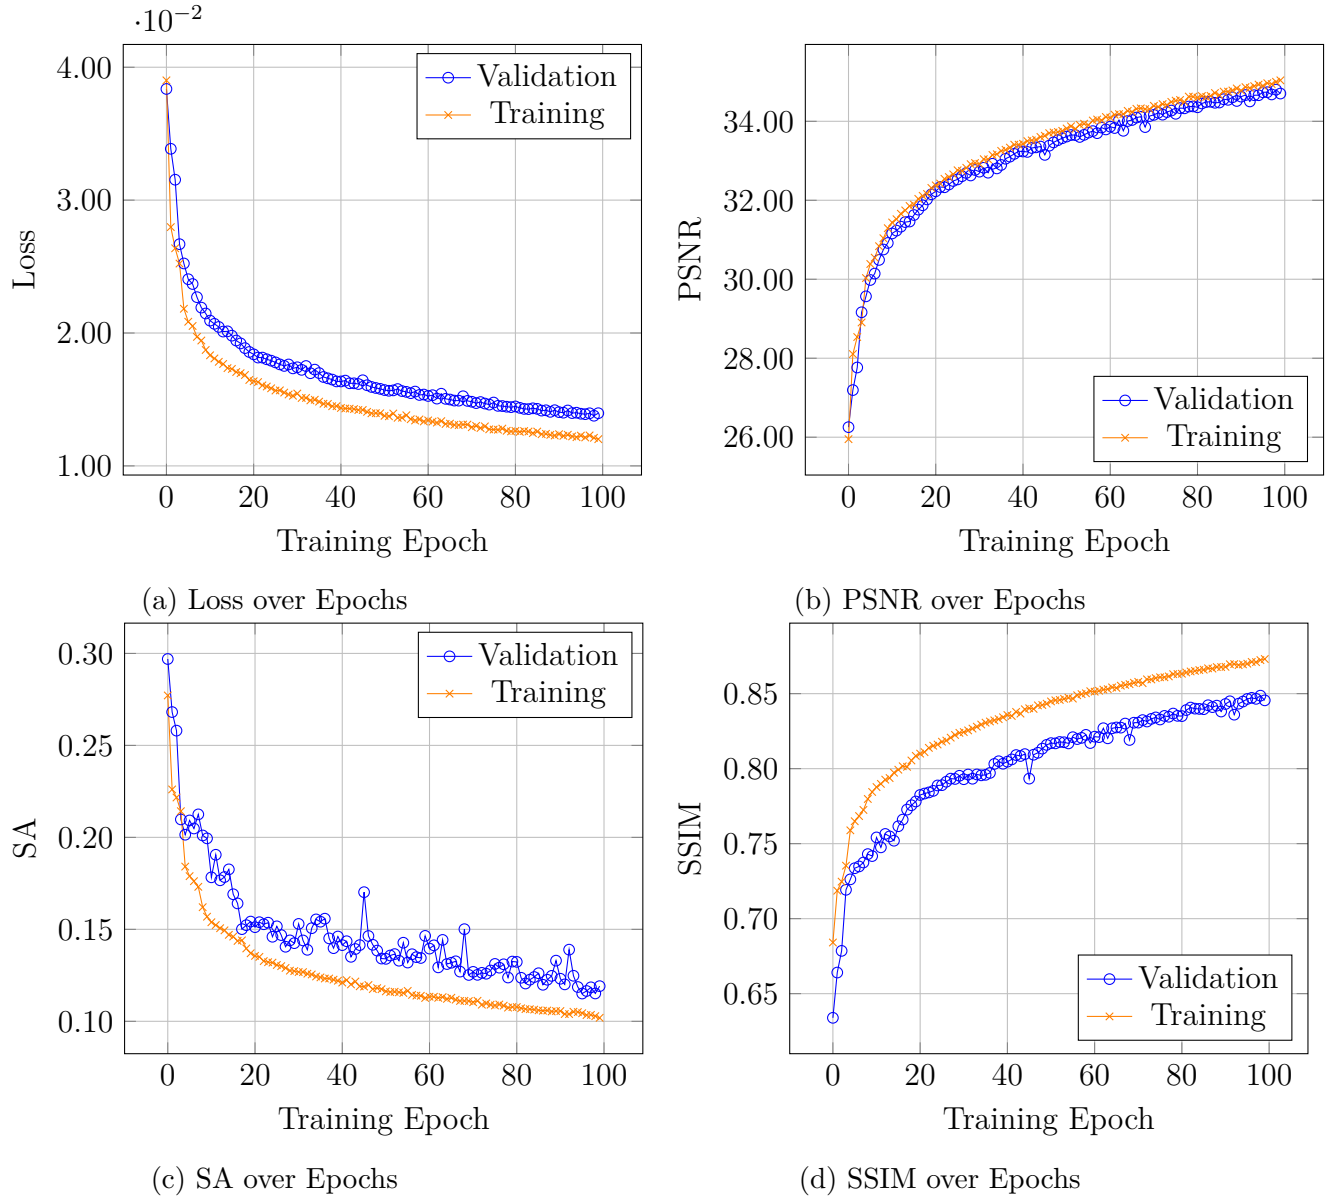 ·10−2
4.00
3.00
2.00
1.00
Loss
0 20 40 60 80 100
Training Epoch
Validation
Training
(a) Loss over Epochs
34.00
32.00
30.00
28.00
26.00
PSNR
0 20 40 60 80 100
Training Epoch
Validation
Training
(b) PSNR over Epochs
0.30
0.25
0.20
0.15
0.10
SA
0 20 40 60 80 100
Training Epoch
Validation
Training
(c) SA over Epochs
0.85
0.80
0.75
0.70
0.65
SSIM
0 20 40 60 80 100
Training Epoch
Validation
Training
(d) SSIM over Epochs